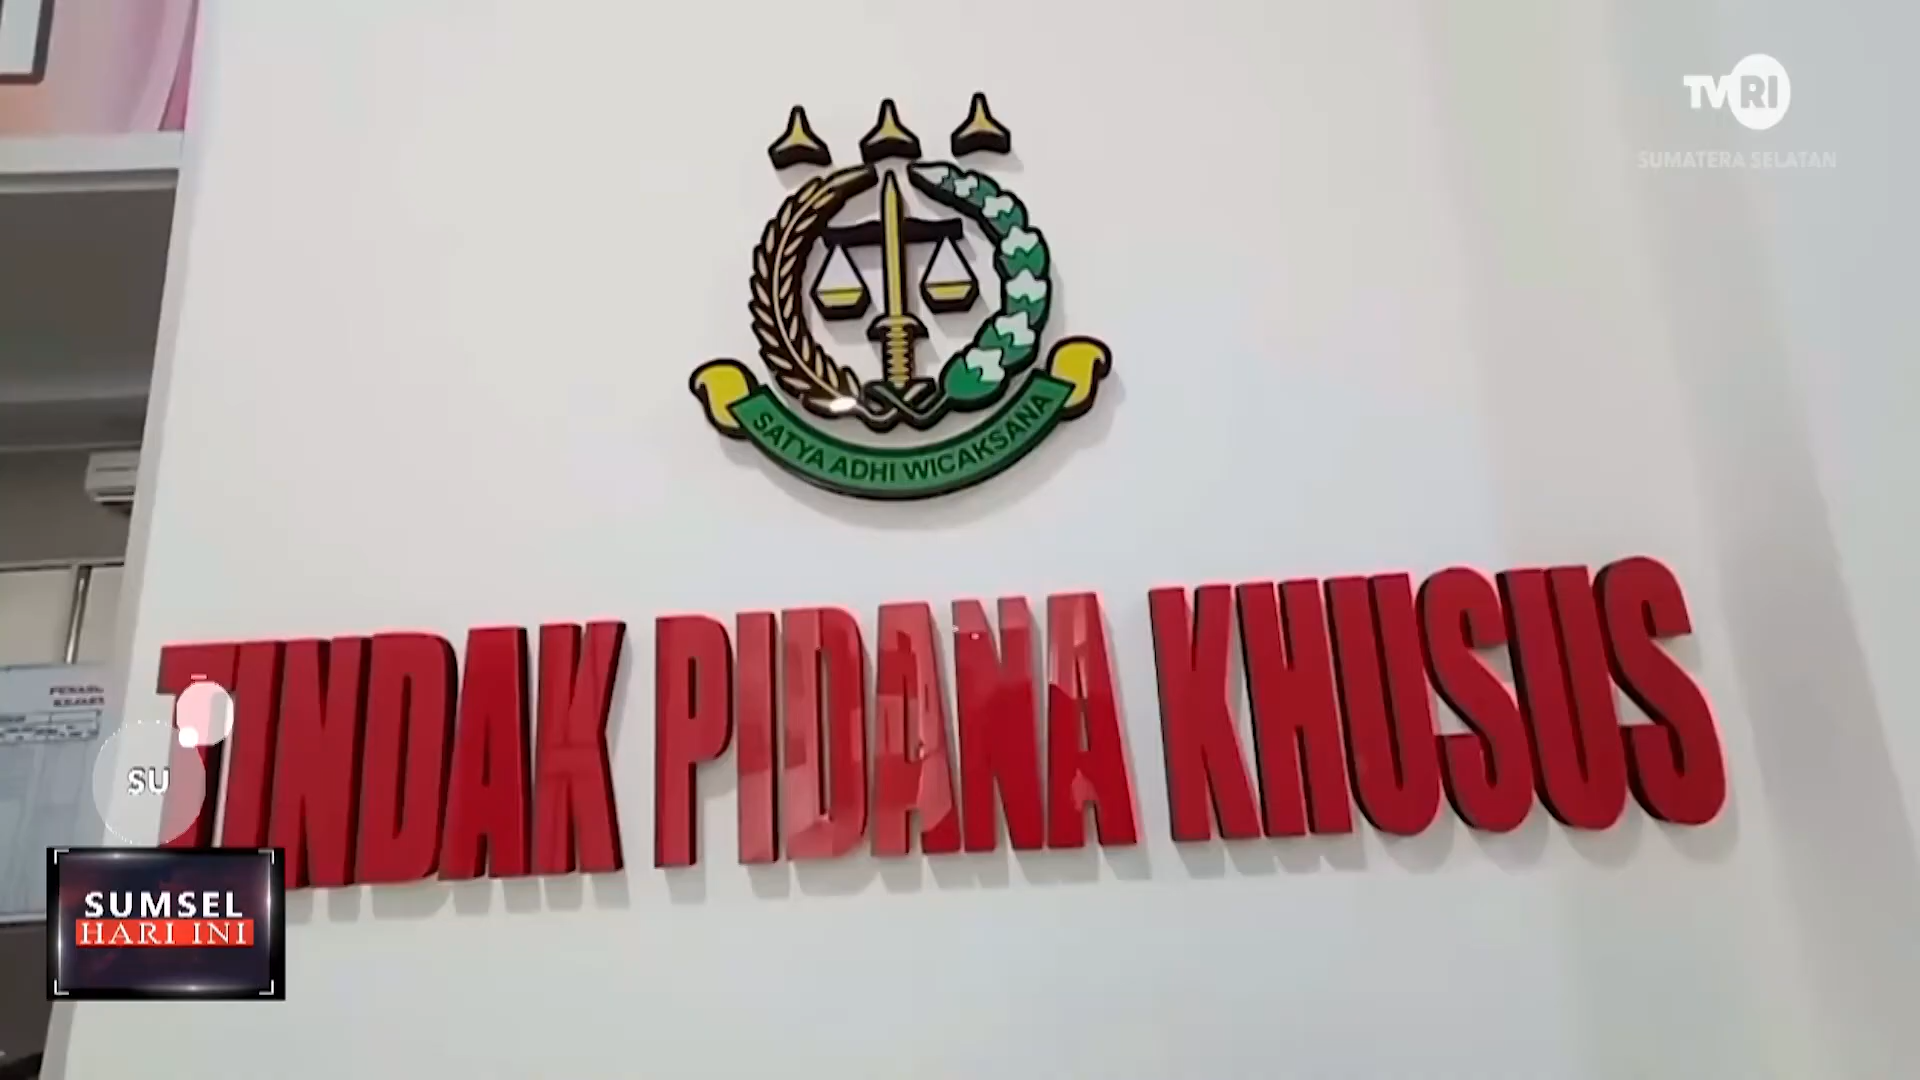 TVRI
SUMATERA SELATAN
SATYA ADHI WICAKSANA
TINDAK PIDANA KHUSUS
SU
SUMSEL
HARI INI